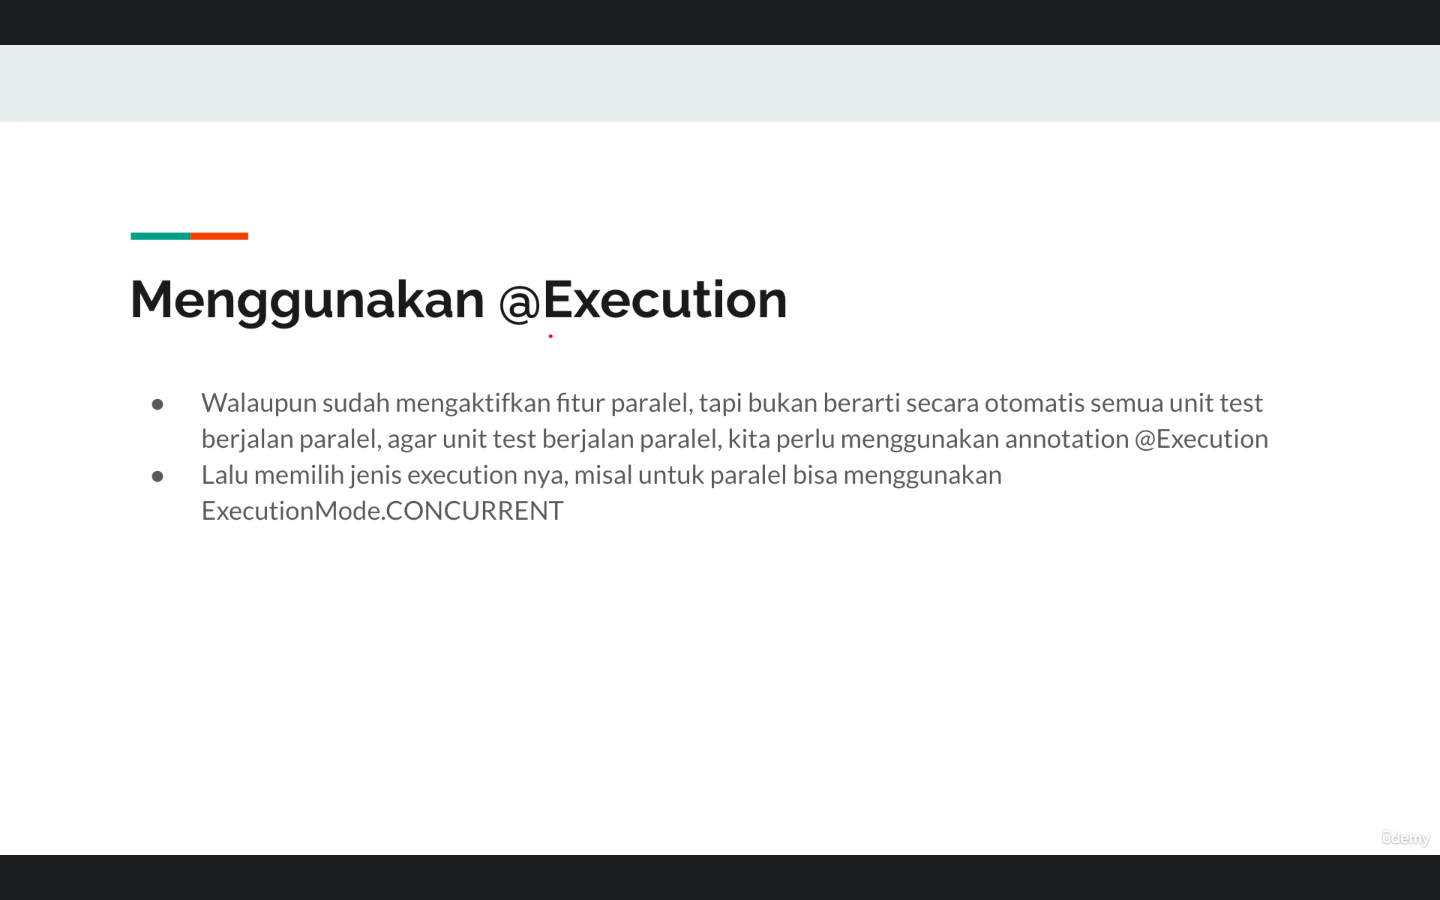 Menggunakan @Execution
● Walaupun sudah mengaktifkan fitur paralel, tapi bukan berarti secara otomatis semua unit test
berjalan paralel, agar unit test berjalan paralel, kita perlu menggunakan annotation @Execution
● Lalu memilih jenis execution nya, misal untuk paralel bisa menggunakan
ExecutionMode.CONCURRENT
ûdemy